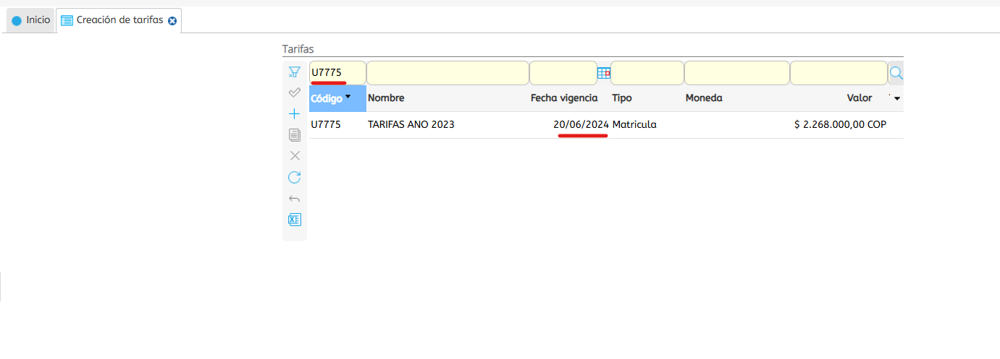 Inicio Creación de tarifas
Tarifas
U7775
Código Nombre Fecha vigencia Tipo Moneda Valor
U7775 TARIFAS ANO 2023 20/06/2024 Matricula $ 2.268.000,00 COP